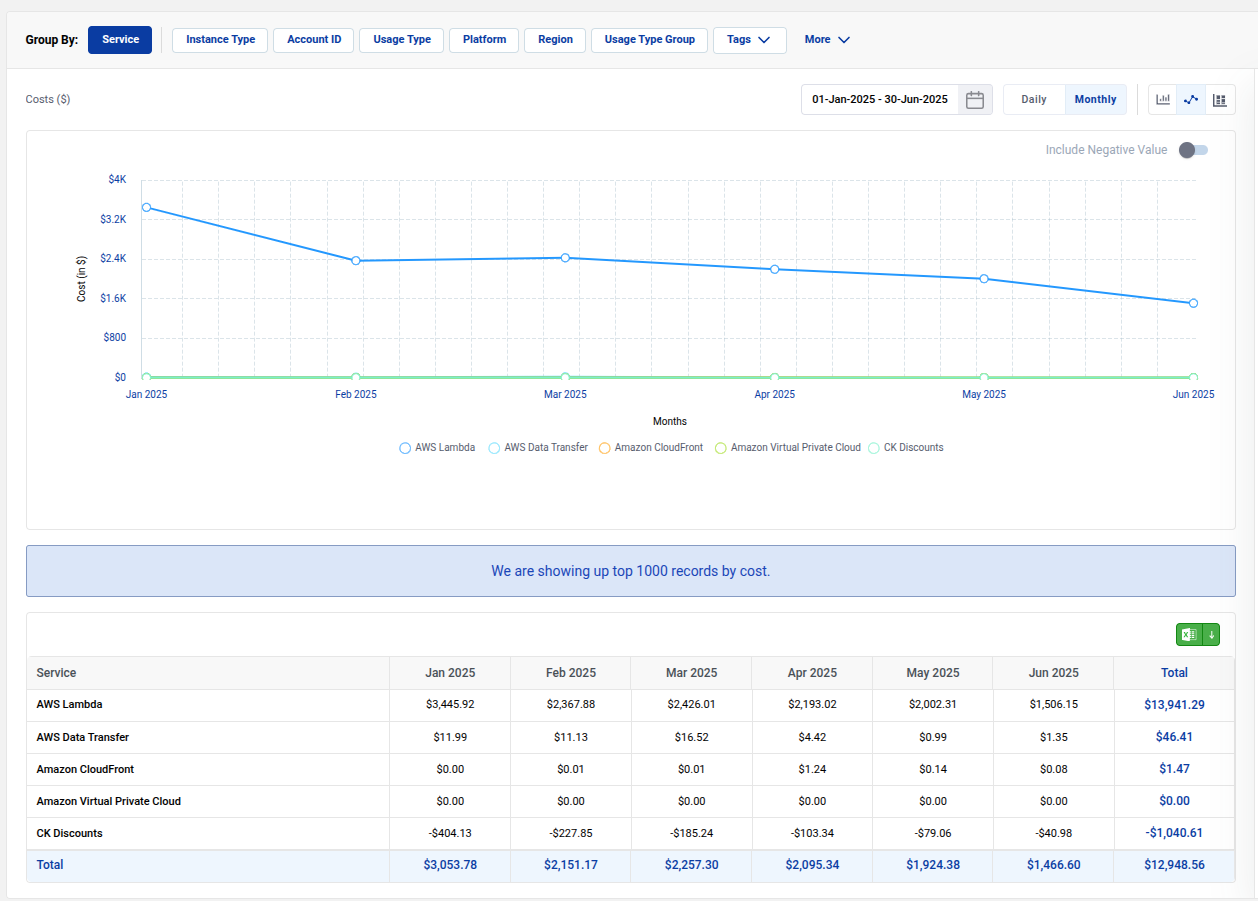 Group By: Service Instance Type Account ID Usage Type Platform Region Usage Type Group Tags More
Costs ($) 01-Jan-2025 - 30-Jun-2025 Daily Monthly
Include Negative Value
$4K
$3.2K
$2.4K
$1.6K
$800
$0
Cost (in $)
Jan 2025 Feb 2025 Mar 2025 Apr 2025 May 2025 Jun 2025
Months
AWS Lambda AWS Data Transfer Amazon CloudFront Amazon Virtual Private Cloud CK Discounts
We are showing up top 1000 records by cost.
Service Jan 2025 Feb 2025 Mar 2025 Apr 2025 May 2025 Jun 2025 Total
AWS Lambda $3,445.92 $2,367.88 $2,426.01 $2,193.02 $2,002.31 $1,506.15 $13,941.29
AWS Data Transfer $11.99 $11.13 $16.52 $4.42 $0.99 $1.35 $46.41
Amazon CloudFront $0.00 $0.01 $0.01 $1.24 $0.14 $0.08 $1.47
Amazon Virtual Private Cloud $0.00 $0.00 $0.00 $0.00 $0.00 $0.00 $0.00
CK Discounts -$404.13 -$227.85 -$185.24 -$103.34 -$79.06 -$40.98 -$1,040.61
Total $3,053.78 $2,151.17 $2,257.30 $2,095.34 $1,924.38 $1,466.60 $12,948.56